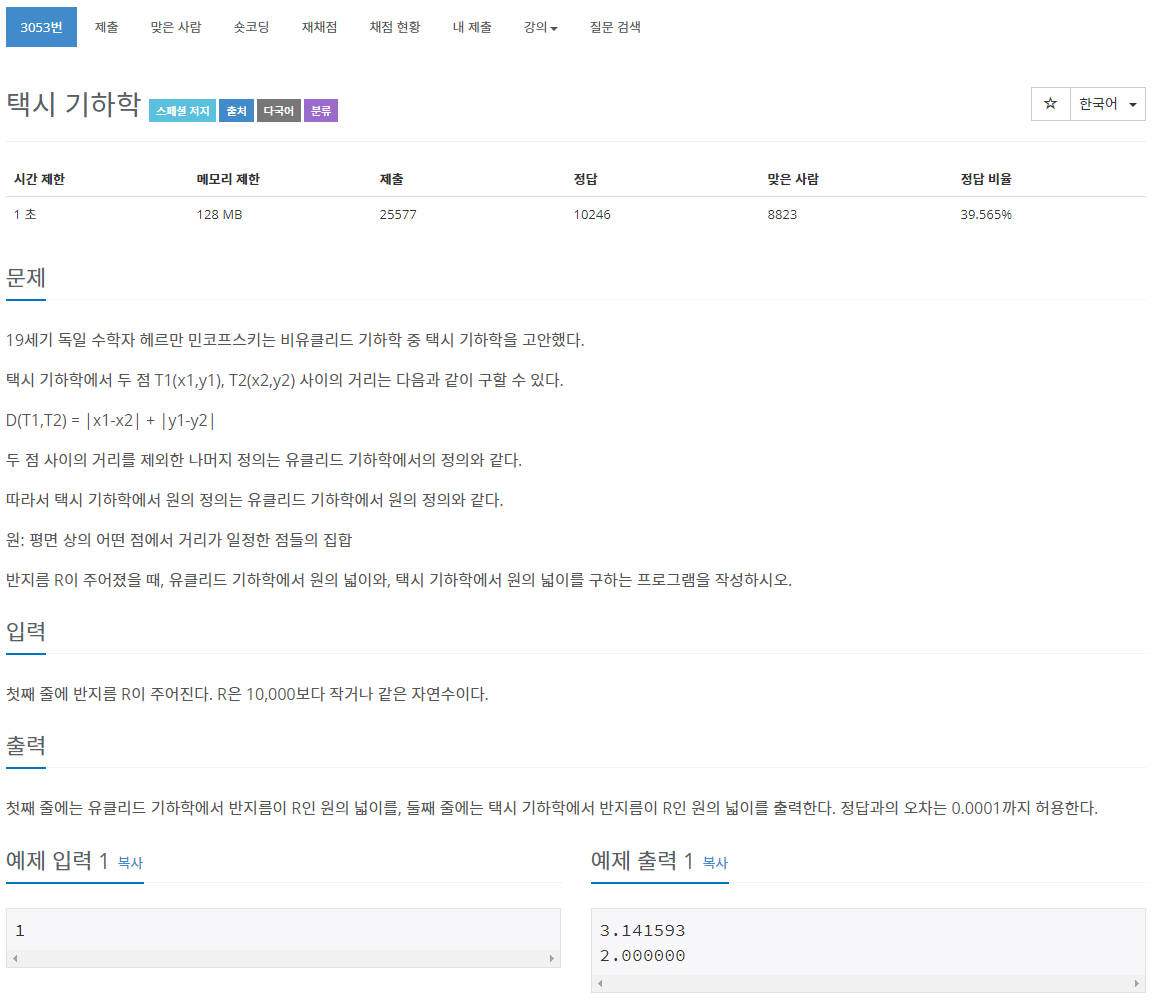 3053번 제출 맞은 사람 숏코딩 재채점 채점 현황 내 제출 강의 질문 검색
택시 기하학 스페셜 저지 출처 다국어 분류 ☆ 한국어
시간 제한 메모리 제한 제출 정답 맞은 사람 정답 비율
1 초 128 MB 25577 10246 8823 39.565%
문제
19세기 독일 수학자 헤르만 민코프스키는 비유클리드 기하학 중 택시 기하학을 고안했다.
택시 기하학에서 두 점 T1(x1,y1), T2(x2,y2) 사이의 거리는 다음과 같이 구할 수 있다.
D(T1,T2) = |x1-x2| + |y1-y2|
두 점 사이의 거리를 제외한 나머지 정의는 유클리드 기하학에서의 정의와 같다.
따라서 택시 기하학에서 원의 정의는 유클리드 기하학에서 원의 정의와 같다.
원: 평면 상의 어떤 점에서 거리가 일정한 점들의 집합
반지름 R이 주어졌을 때, 유클리드 기하학에서 원의 넓이와, 택시 기하학에서 원의 넓이를 구하는 프로그램을 작성하시오.
입력
첫째 줄에 반지름 R이 주어진다. R은 10,000보다 작거나 같은 자연수이다.
출력
첫째 줄에는 유클리드 기하학에서 반지름이 R인 원의 넓이를, 둘째 줄에는 택시 기하학에서 반지름이 R인 원의 넓이를 출력한다. 정답과의 오차는 0.0001까지 허용한다.
예제 입력 1 복사
1
예제 출력 1 복사
3.141593
2.000000